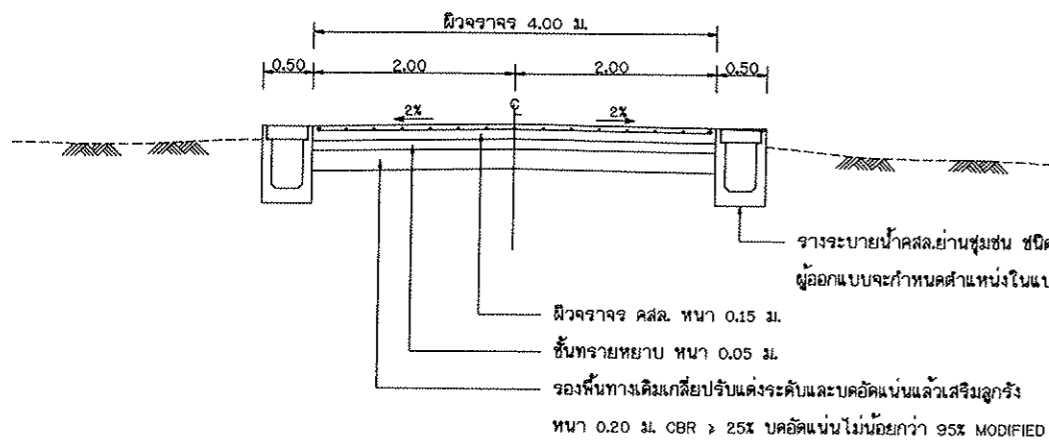 ผิวจราจร 4.00 ม.
0.50 2.00 2.00 0.50
℄
2% 2%
รางระบายน้ำคสล.ย่านชุมชน ชนิด
ผู้ออกแบบจะกำหนดตำแหน่งในแบ
ผิวจราจร คสล. หนา 0.15 ม.
ชั้นทรายหยาบ หนา 0.05 ม.
รองพื้นทางเดิมเกลี่ยปรับแต่งระดับและบดอัดแน่นแล้วเสริมลูกรัง
หนา 0.20 ม. CBR ≥ 25% บดอัดแน่นไม่น้อยกว่า 95% MODIFIED